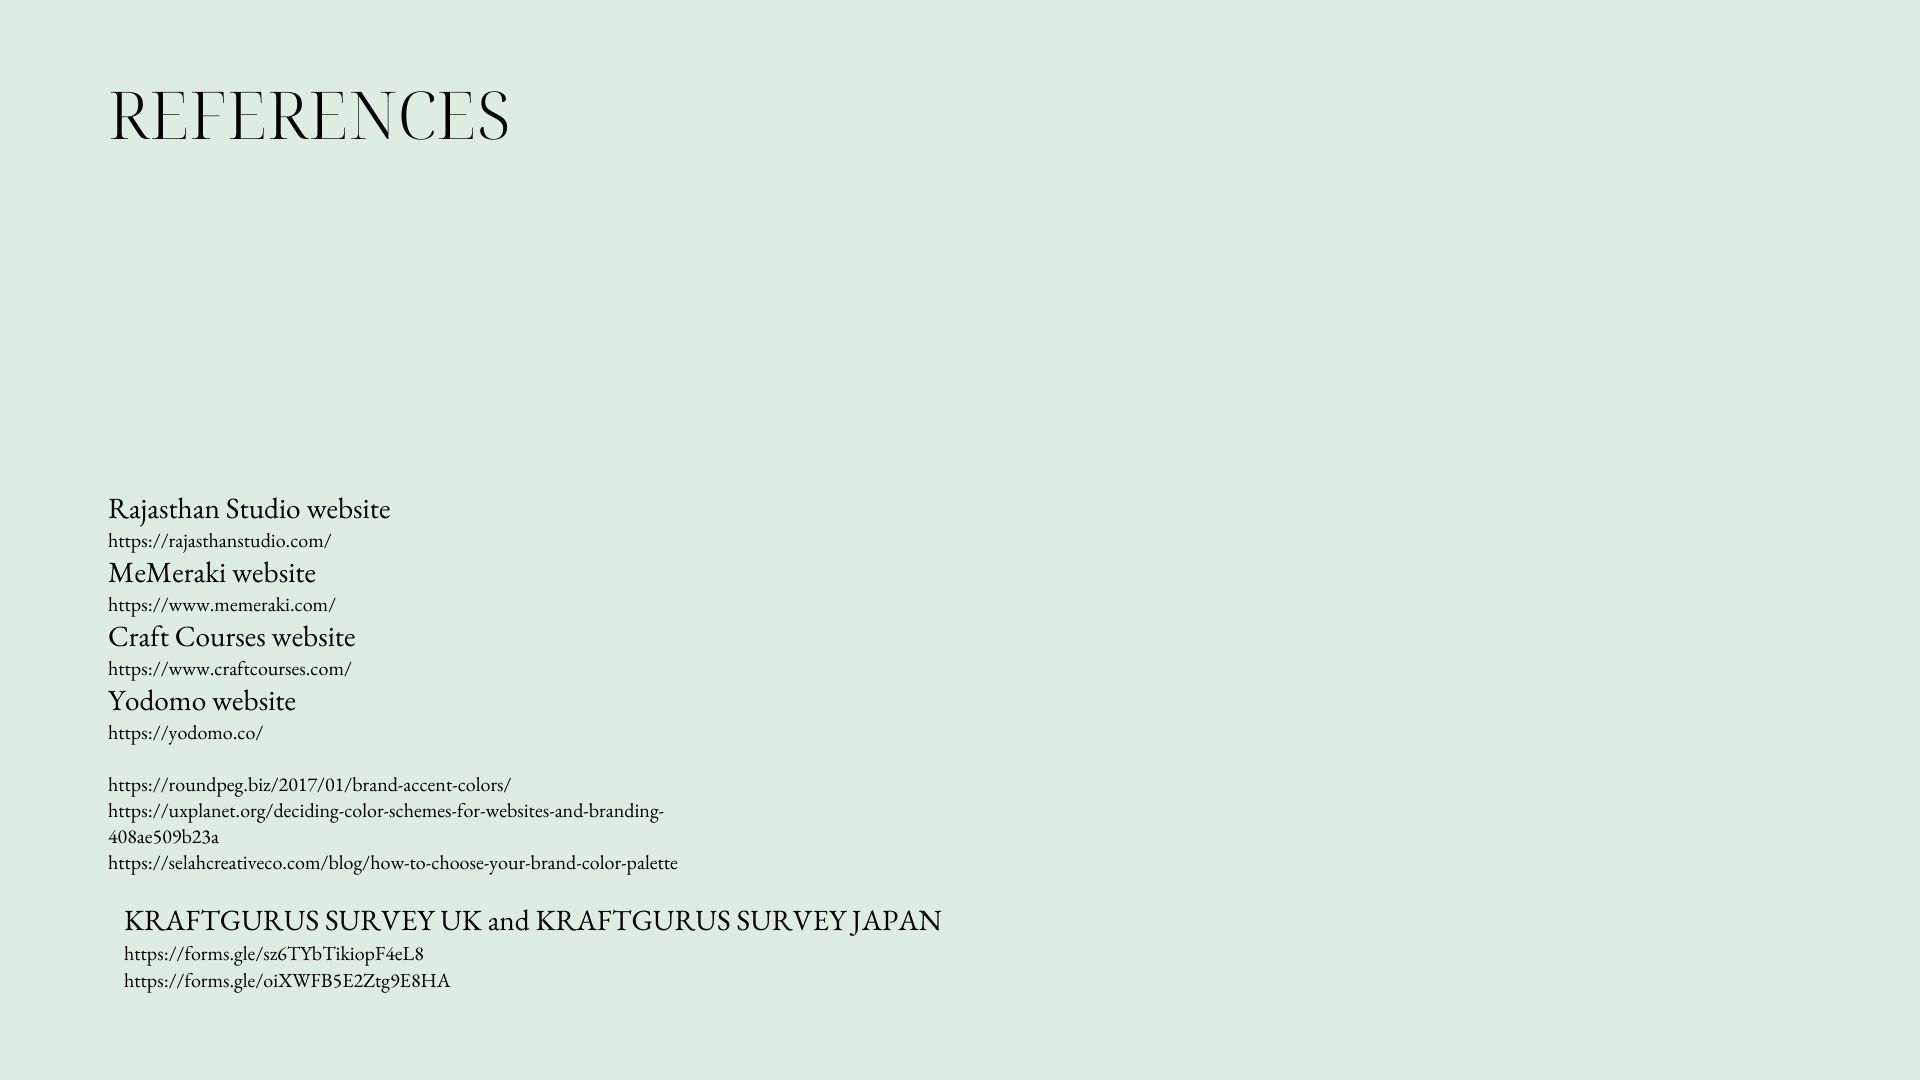 REFERENCES
Rajasthan Studio website
https://rajasthanstudio.com/
MeMeraki website
https://www.memeraki.com/
Craft Courses website
https://www.craftcourses.com/
Yodomo website
https://yodomo.co/
https://roundpeg.biz/2017/01/brand-accent-colors/
https://uxplanet.org/deciding-color-schemes-for-websites-and-branding-
408ae509b23a
https://selahcreativeco.com/blog/how-to-choose-your-brand-color-palette
KRAFTGURUS SURVEY UK and KRAFTGURUS SURVEY JAPAN
https://forms.gle/sz6TYbTikiopF4eL8
https://forms.gle/oiXWFB5E2Ztg9E8HA